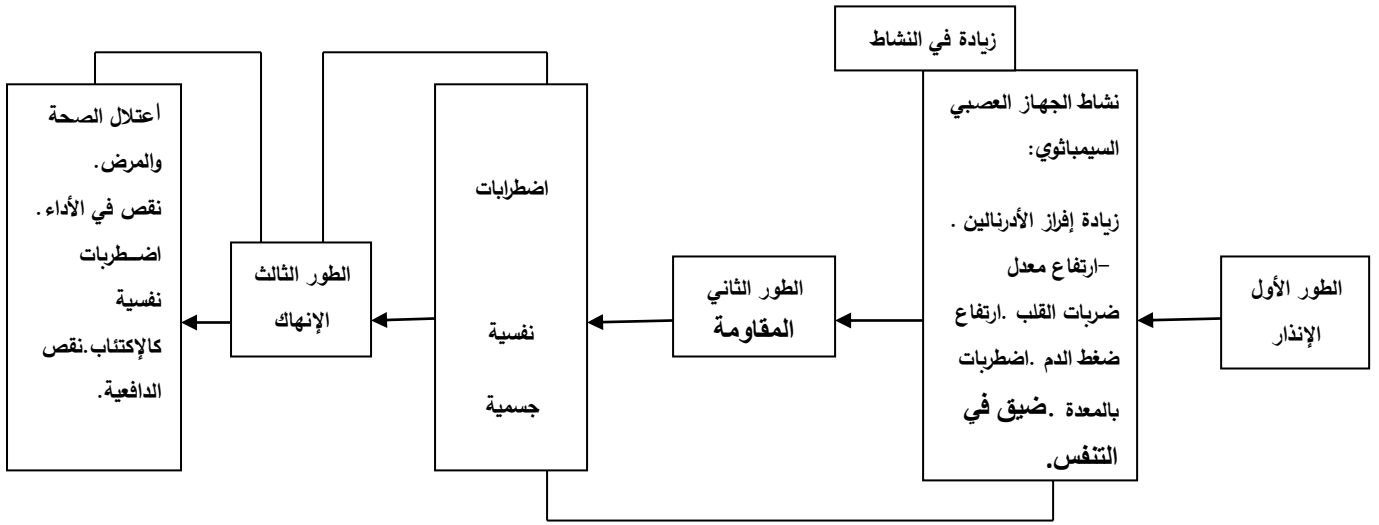 زيادة في النشاط
الطور الأول
الإنذار
نشاط الجهاز العصبي
السيمباثوي:
زيادة إفراز الأدرنالين .
-ارتفاع معدل
ضربات القلب .ارتفاع
ضغط الدم .اضطربات
بالمعدة .ضيق في
التنفس.
الطور الثاني
المقاومة
اضطرابات
نفسية
جسمية
الطور الثالث
الإنهاك
أعتلال الصحة
والمرض.
نقص في الأداء.
اضطربات
نفسية
كالإكتئاب.نقص
الدافعية.